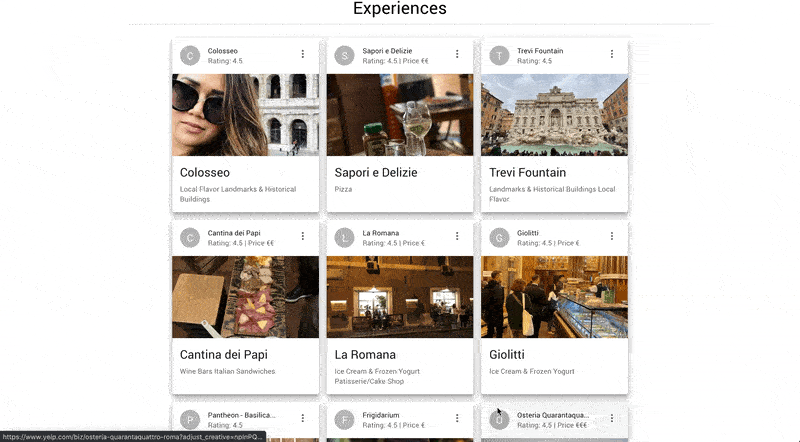 Experiences
C
Colosseo
Rating: 4.5
S
Sapori e Delizie
Rating: 4.5 | Price €€
T
Trevi Fountain
Rating: 4.5
Colosseo
Local Flavor Landmarks & Historical
Buildings
Sapori e Delizie
Pizza
Trevi Fountain
Landmarks & Historical Buildings Local
Flavor
C
Cantina dei Papi
Rating: 4.5 | Price €€
L
La Romana
Rating: 4.5 | Price €
G
Giolitti
Rating: 4.5 | Price €
Cantina dei Papi
Wine Bars Italian Sandwiches
La Romana
Ice Cream & Frozen Yogurt
Patisserie/Cake Shop
Giolitti
Ice Cream & Frozen Yogurt
P
Pantheon - Basilica...
Rating: 4.5
F
Frigidarium
Rating: 4.5 | Price €
O
Osteria Quarantaqua...
Rating: 4.5 | Price €€€
https://www.yelp.com/biz/osteria-quarantaquattro-roma?adjust_creative=npInPQ...